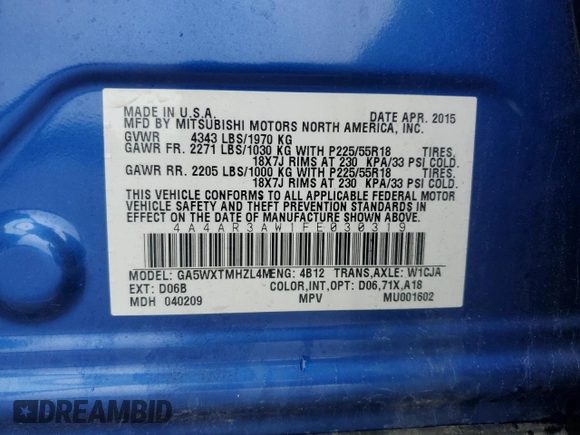 MADE IN U.S.A. DATE APR. 2015
MFD BY MITSUBISHI MOTORS NORTH AMERICA, INC.
GVWR 4343 LBS/1970 KG
GAWR FR. 2271 LBS/1030 KG WITH P225/55R18 TIRES,
18X7J RIMS AT 230 KPA/33 PSI COLD.
GAWR RR. 2205 LBS/1000 KG WITH P225/55R18 TIRES,
18X7J RIMS AT 230 KPA/33 PSI COLD.
THIS VEHICLE CONFORMS TO ALL APPLICABLE FEDERAL MOTOR
VEHICLE SAFETY AND THEFT PREVENTION STANDARDS IN
EFFECT ON THE DATE OF MANUFACTURE SHOWN ABOVE.
4A4AR3AW1FE030319
MODEL: GA5WXTMHZL4M ENG: 4B12 TRANS,AXLE: W1CJA
EXT: D06B COLOR,INT,OPT: D06,71X,A18
MDH 040209 MPV MU001602
DREAMBID